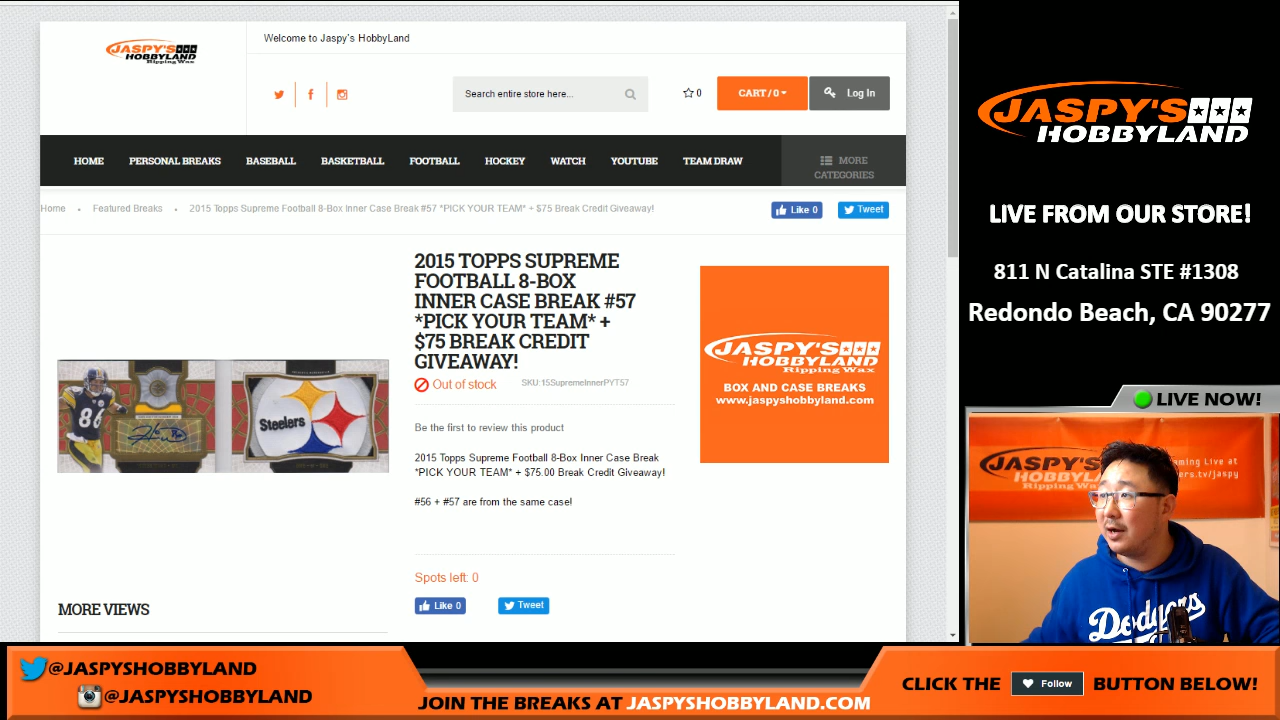 JASPY'S
HOBBYLAND
Ripping Wax
Welcome to Jaspy's HobbyLand
Search entire store here...
0
CART / 0
Log In
HOME PERSONAL BREAKS BASEBALL BASKETBALL FOOTBALL HOCKEY WATCH YOUTUBE TEAM DRAW
MORE
CATEGORIES
Home • Featured Breaks • 2015 Topps Supreme Football 8-Box Inner Case Break #57 *PICK YOUR TEAM* + $75 Break Credit Giveaway!
Like 0
Tweet
2015 TOPPS SUPREME
FOOTBALL 8-BOX
INNER CASE BREAK #57
*PICK YOUR TEAM* +
$75 BREAK CREDIT
GIVEAWAY!
Out of stock
SKU: 15SupremeInnerPYT57
Be the first to review this product
2015 Topps Supreme Football 8-Box Inner Case Break
*PICK YOUR TEAM* + $75.00 Break Credit Giveaway!
#56 + #57 are from the same case!
Spots left: 0
Like 0
Tweet
86
Steelers
MORE VIEWS
JASPY'S
HOBBYLAND
Ripping Wax
BOX AND CASE BREAKS
www.jaspyshobbyland.com
JASPY'S
HOBBYLAND
LIVE FROM OUR STORE!
811 N Catalina STE #1308
Redondo Beach, CA 90277
LIVE NOW!
JASPY'S
HOBBYLAND
Ripping Wax
Dodgers
@JASPYSHOBBYLAND
@JASPYSHOBBYLAND
JOIN THE BREAKS AT JASPYSHOBBYLAND.COM
CLICK THE Follow BUTTON BELOW!